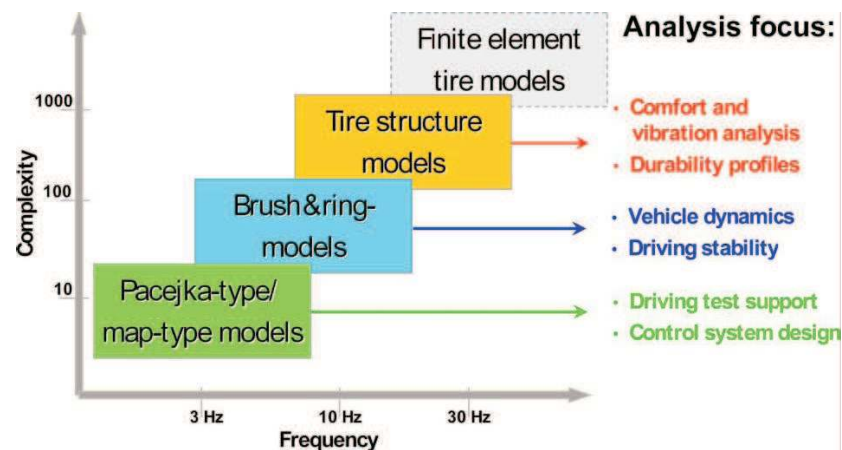 Analysis focus:
Finite element
tire models
Tire structure
models
Brush&ring-
models
Pacejka-type/
map-type models
• Comfort and
vibration analysis
• Durability profiles
• Vehicle dynamics
• Driving stability
• Driving test support
• Control system design
Complexity
1000
100
10
3 Hz
10 Hz
30 Hz
Frequency